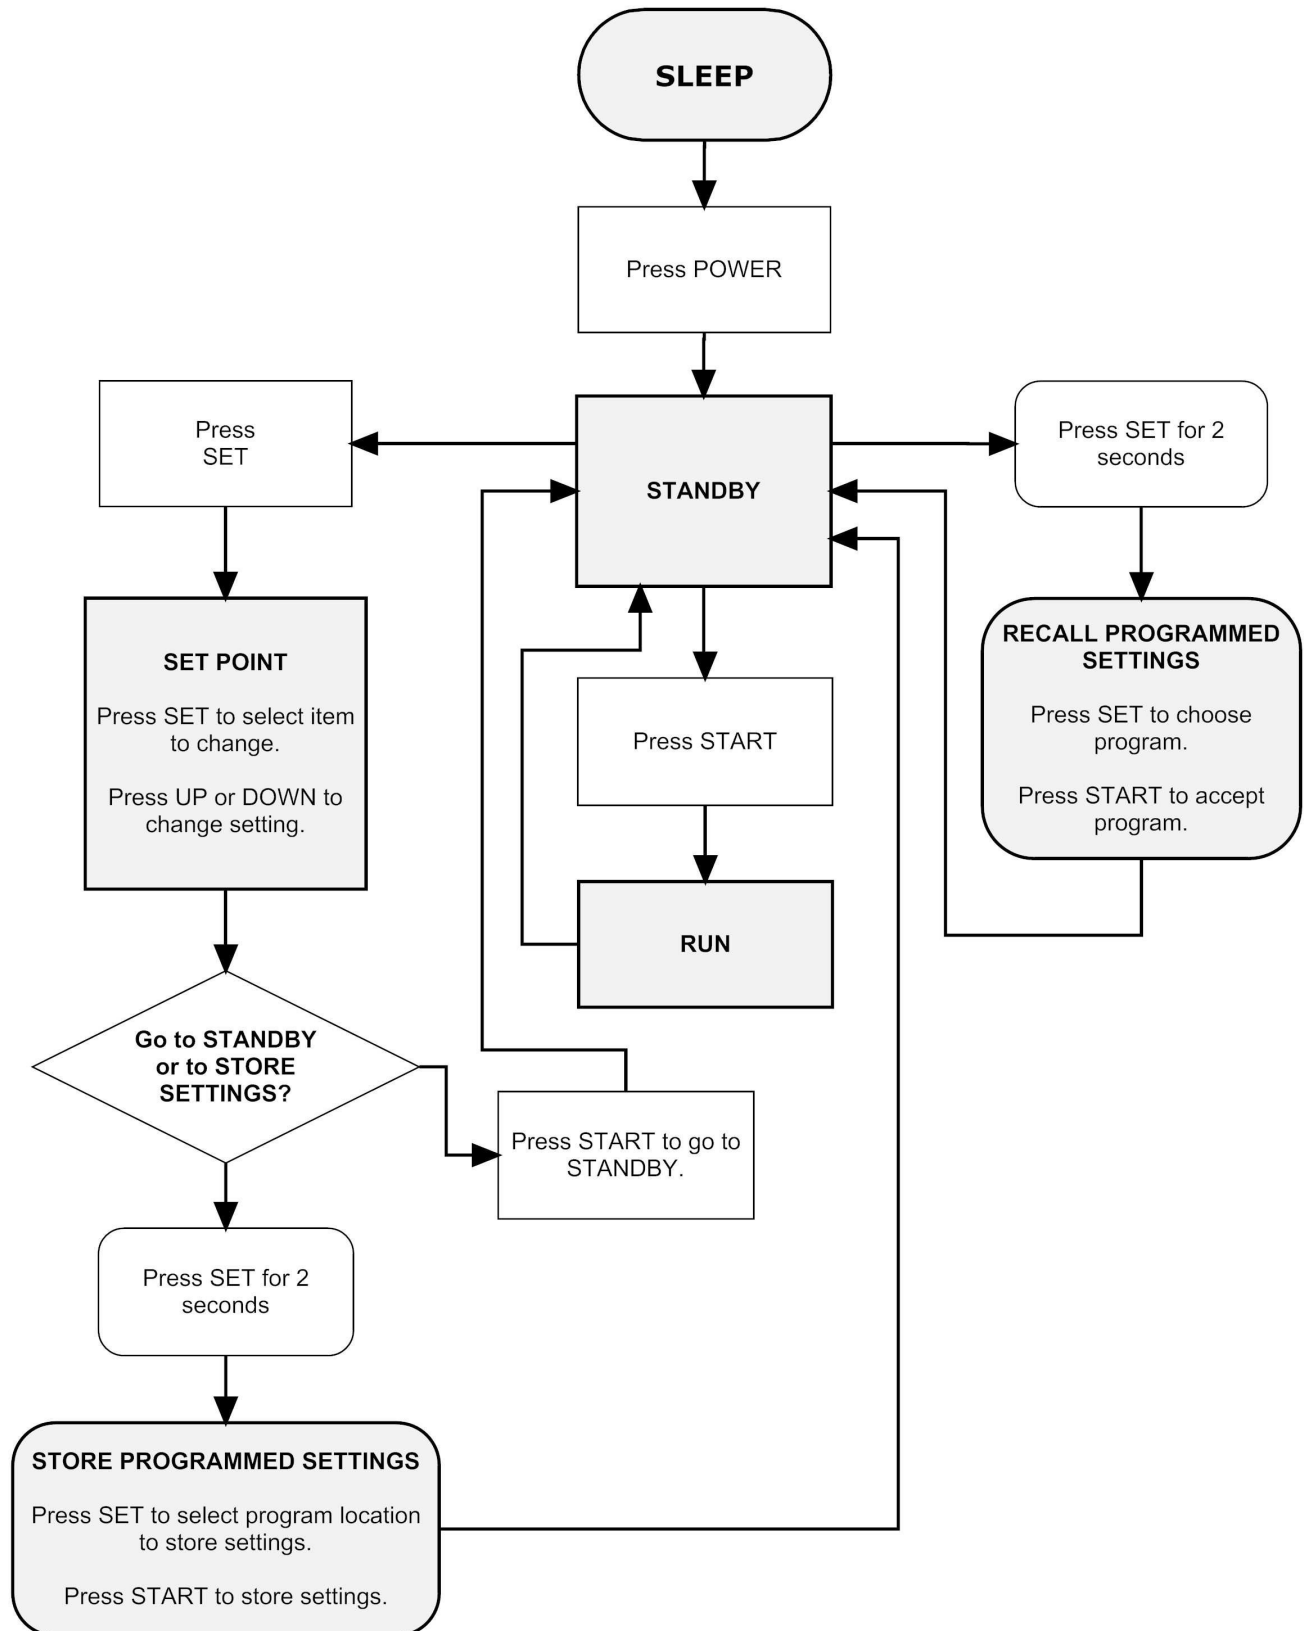 SLEEP
Press POWER
Press
SET
STANDBY
Press SET for 2
seconds
SET POINT
Press SET to select item
to change.
Press UP or DOWN to
change setting.
Press START
RECALL PROGRAMMED
SETTINGS
Press SET to choose
program.
Press START to accept
program.
RUN
Go to STANDBY
or to STORE
SETTINGS?
Press START to go to
STANDBY.
Press SET for 2
seconds
STORE PROGRAMMED SETTINGS
Press SET to select program location
to store settings.
Press START to store settings.